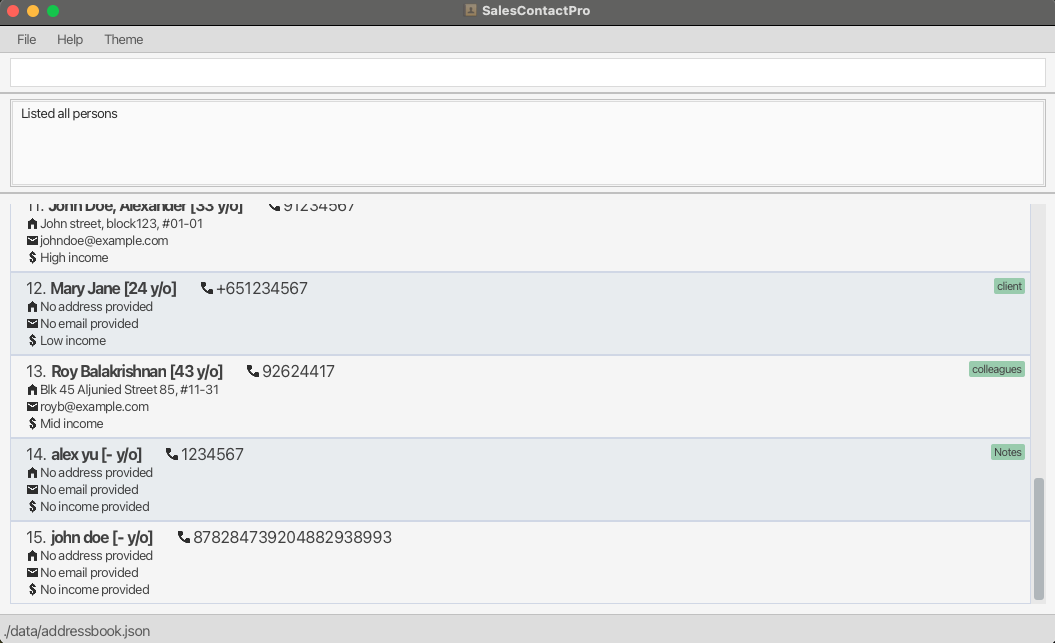 SalesContactPro
File Help Theme
Listed all persons
11. John Doe, Alexander [33 y/o] 91234567
John street, block123, #01-01
johndoe@example.com
$ High income
12. Mary Jane [24 y/o] +651234567 client
No address provided
No email provided
$ Low income
13. Roy Balakrishnan [43 y/o] 92624417 colleagues
Blk 45 Aljunied Street 85, #11-31
royb@example.com
$ Mid income
14. alex yu [- y/o] 1234567 Notes
No address provided
No email provided
$ No income provided
15. john doe [- y/o] 878284739204882938993
No address provided
No email provided
$ No income provided
./data/addressbook.json